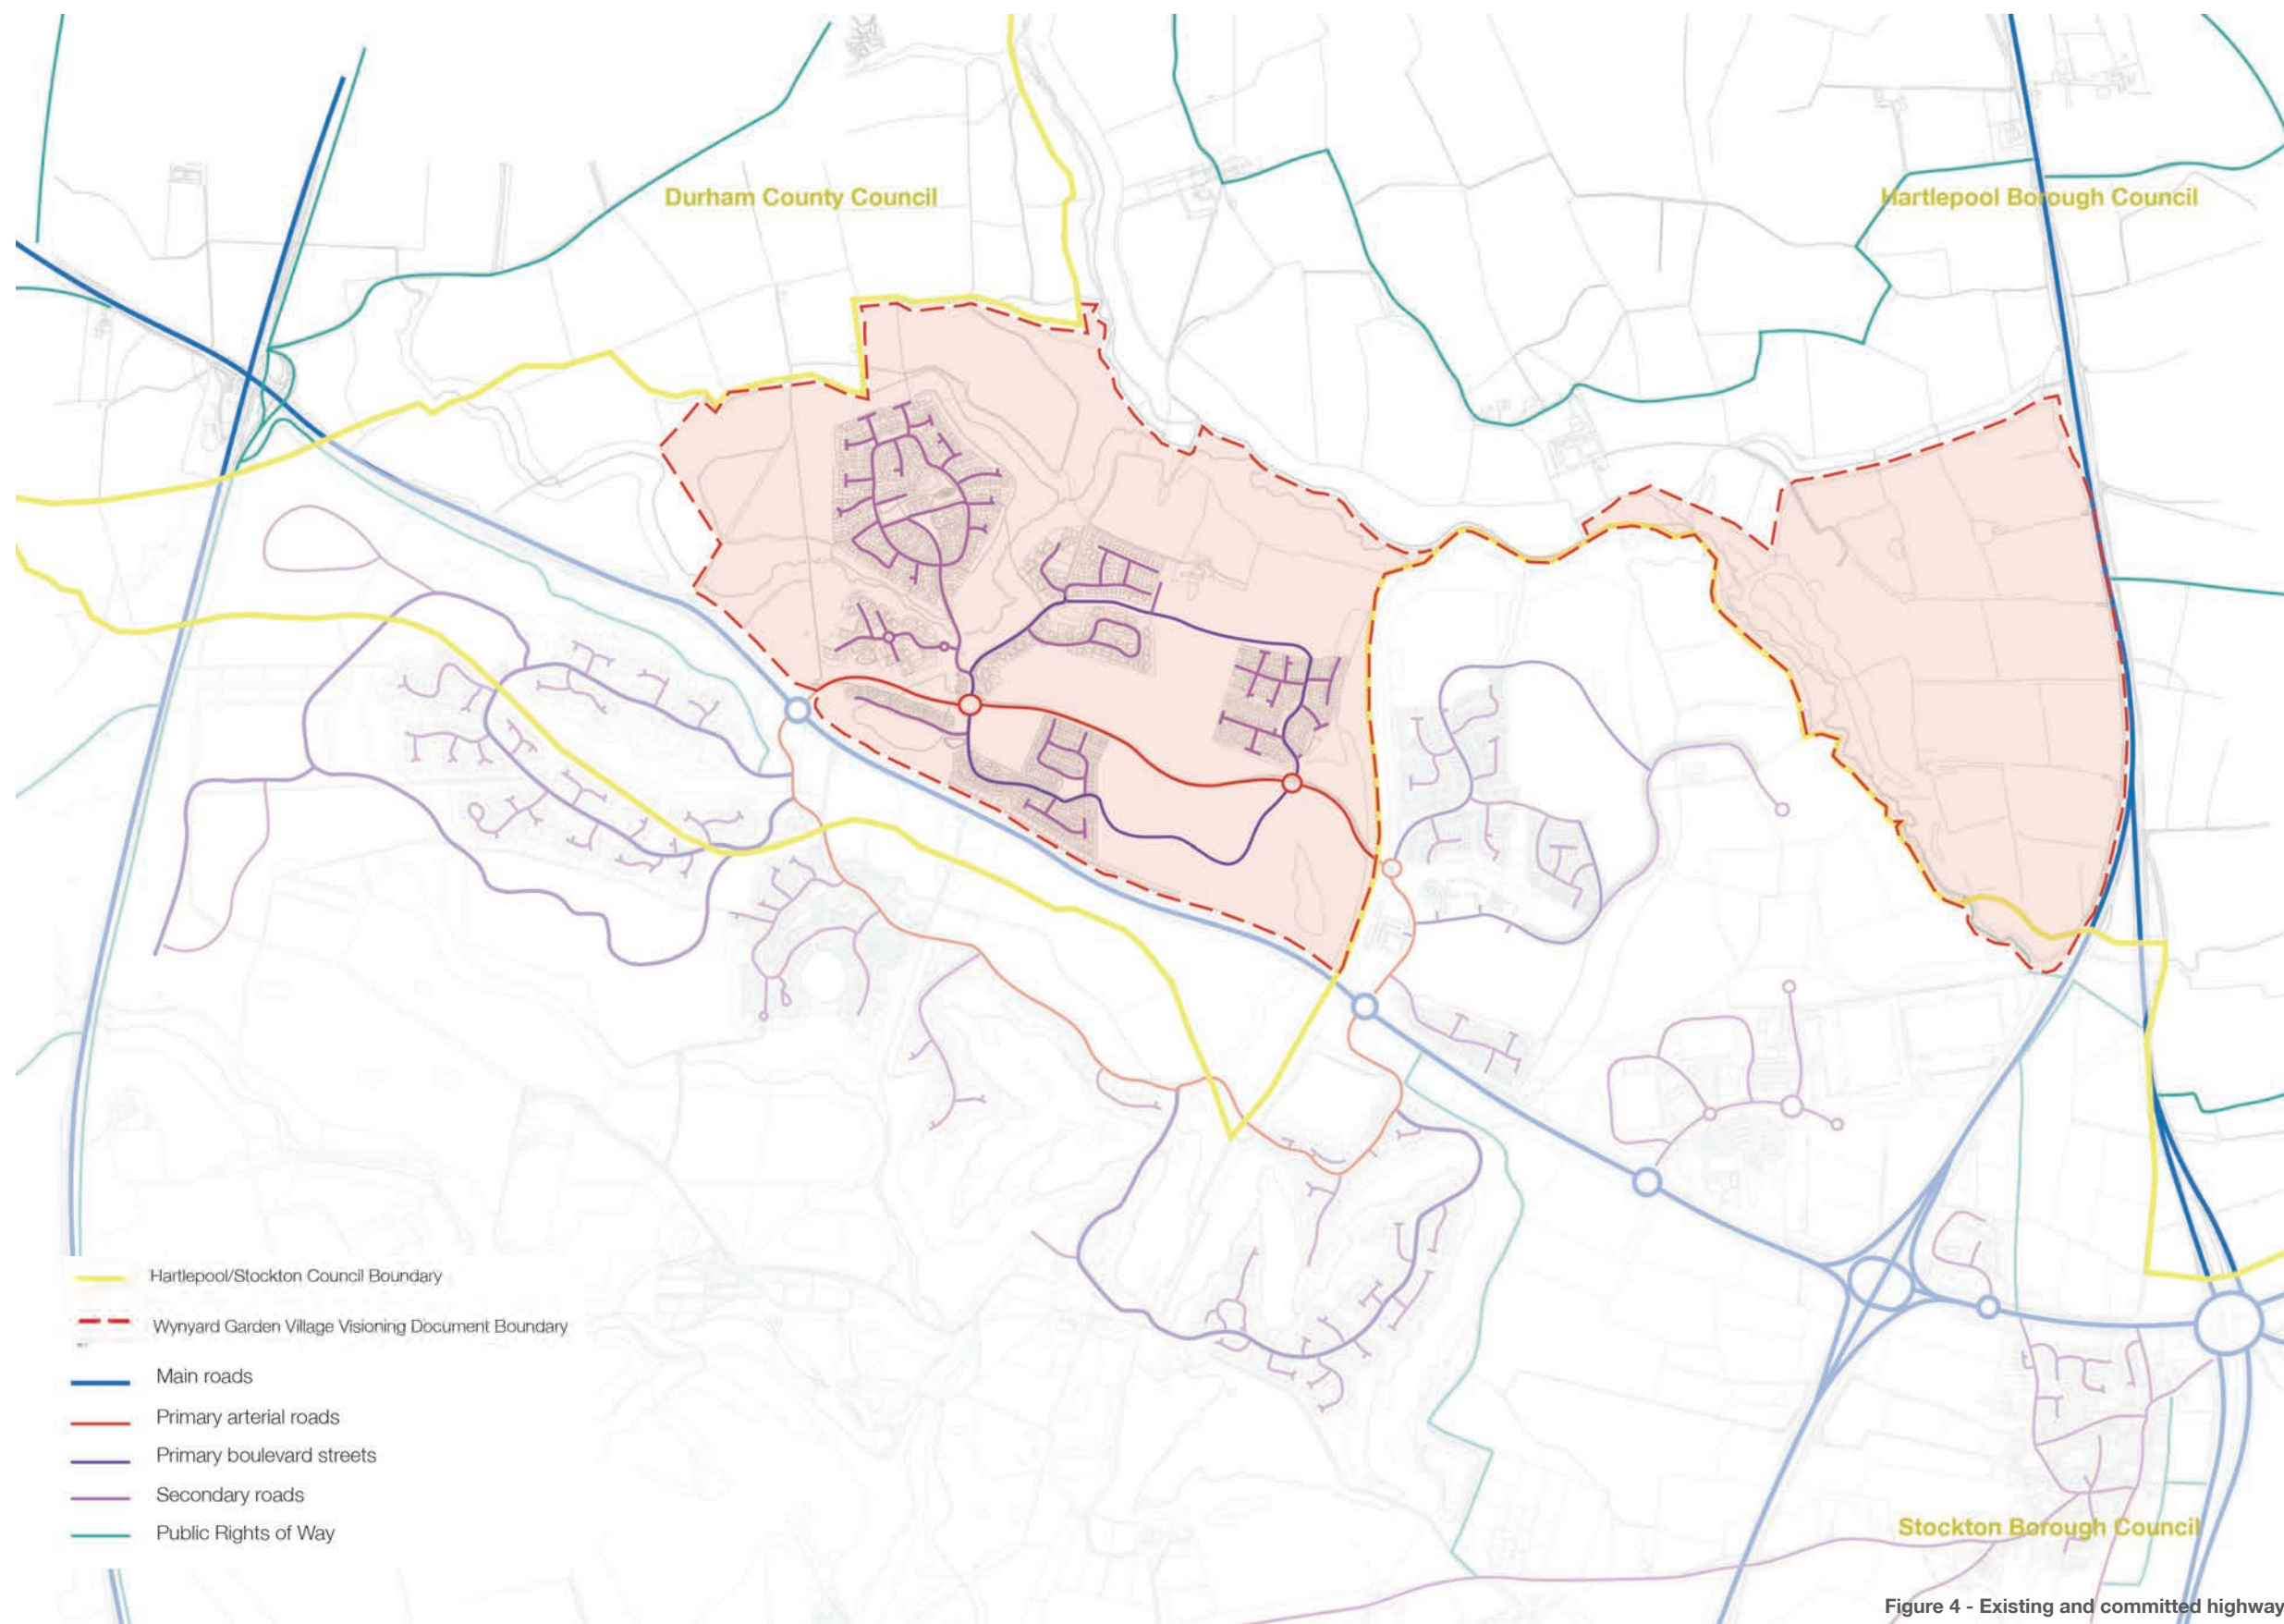 Durham County Council
Hartlepool Borough Council
Hartlepool/Stockton Council Boundary
Wynyard Garden Village Visioning Document Boundary
Main roads
Primary arterial roads
Primary boulevard streets
Secondary roads
Public Rights of Way
Stockton Borough Council
Figure 4 - Existing and committed highway